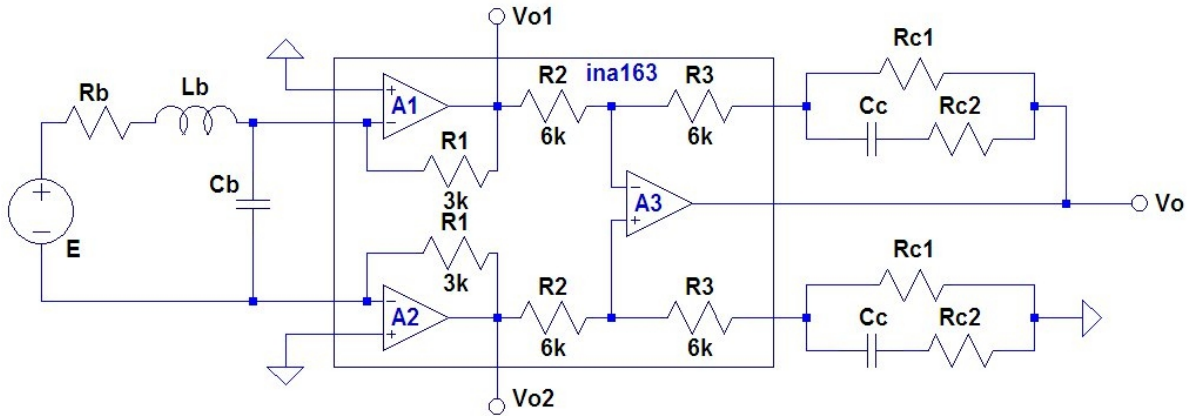 Vo1
ina163
Rb
Lb
A1
R2
6k
R3
6k
Rc1
Cc
Rc2
R1
3k
Cb
E
A3
Vo
R1
3k
A2
R2
6k
R3
6k
Rc1
Cc
Rc2
Vo2